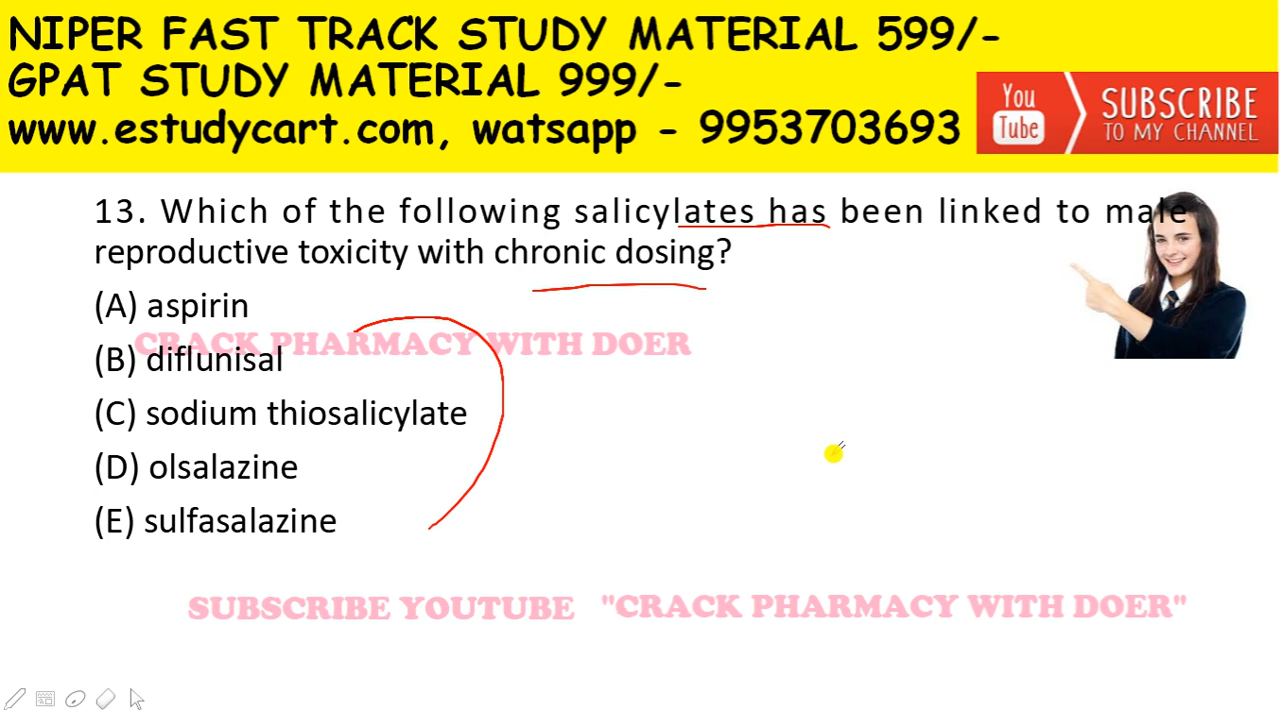 NIPER FAST TRACK STUDY MATERIAL 599/-
GPAT STUDY MATERIAL 999/-
www.estudycart.com, watsapp - 9953703693
You
Tube
SUBSCRIBE
TO MY CHANNEL
13. Which of the following salicylates has been linked to male
reproductive toxicity with chronic dosing?
(A) aspirin
CRACK PHARMACY WITH DOER
(B) diflunisal
(C) sodium thiosalicylate
(D) olsalazine
(E) sulfasalazine
SUBSCRIBE YOUTUBE "CRACK PHARMACY WITH DOER"